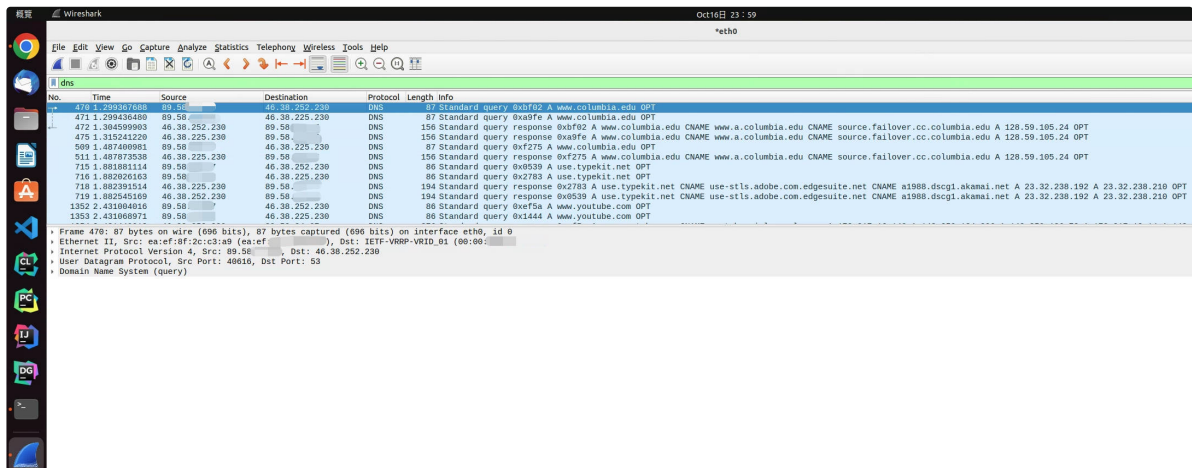 概覽 Wireshark Oct16日 23：59
*eth0
File Edit View Go Capture Analyze Statistics Telephony Wireless Tools Help
dns
No. Time Source Destination Protocol Length Info
470 1.299367688 89.58 46.38.252.230 DNS 87 Standard query 0xbf02 A www.columbia.edu OPT
471 1.299436480 89.58. 46.38.225.230 DNS 87 Standard query 0xa9fe A www.columbia.edu OPT
472 1.304599903 46.38.252.230 89.58 DNS 156 Standard query response 0xbf02 A www.columbia.edu CNAME www.a.columbia.edu CNAME source.failover.cc.columbia.edu A 128.59.105.24 OPT
475 1.315241220 46.38.225.230 89.58. DNS 156 Standard query response 0xa9fe A www.columbia.edu CNAME www.a.columbia.edu CNAME source.failover.cc.columbia.edu A 128.59.105.24 OPT
509 1.487400981 89.58 46.38.225.230 DNS 87 Standard query 0xf275 A www.columbia.edu OPT
511 1.487873538 46.38.225.230 89.58 DNS 156 Standard query response 0xf275 A www.columbia.edu CNAME www.a.columbia.edu CNAME source.failover.cc.columbia.edu A 128.59.105.24 OPT
715 1.881881114 89.58 46.38.252.230 DNS 86 Standard query 0x0539 A use.typekit.net OPT
716 1.882026163 89.58 46.38.225.230 DNS 86 Standard query 0x2783 A use.typekit.net OPT
718 1.882391514 46.38.225.230 89.58. DNS 194 Standard query response 0x2783 A use.typekit.net CNAME use-stls.adobe.com.edgesuite.net CNAME a1988.dscg1.akamai.net A 23.32.238.192 A 23.32.238.210 OPT
719 1.882545169 46.38.252.230 89.58. DNS 194 Standard query response 0x0539 A use.typekit.net CNAME use-stls.adobe.com.edgesuite.net CNAME a1988.dscg1.akamai.net A 23.32.238.192 A 23.32.238.210 OPT
1352 2.431004016 89.58 46.38.252.230 DNS 86 Standard query 0xef5a A www.youtube.com OPT
1353 2.431068971 89.58 46.38.225.230 DNS 86 Standard query 0x1444 A www.youtube.com OPT
Frame 470: 87 bytes on wire (696 bits), 87 bytes captured (696 bits) on interface eth0, id 0
Ethernet II, Src: ea:ef:8f:2c:c3:a9 (ea:ef: ), Dst: IETF-VRRP-VRID_01 (00:00:
Internet Protocol Version 4, Src: 89.58 , Dst: 46.38.252.230
User Datagram Protocol, Src Port: 40616, Dst Port: 53
Domain Name System (query)
CL
PC
IJ
DG